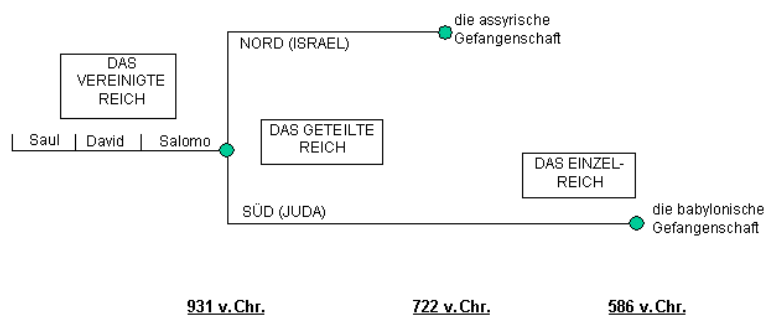 die assyrische
Gefangenschaft
NORD (ISRAEL)
DAS
VEREINIGTE
REICH
Saul David Salomo
DAS GETEILTE
REICH
DAS EINZEL-
REICH
SÜD (JUDA)
die babylonische
Gefangenschaft
931 v.Chr. 722 v.Chr. 586 v.Chr.